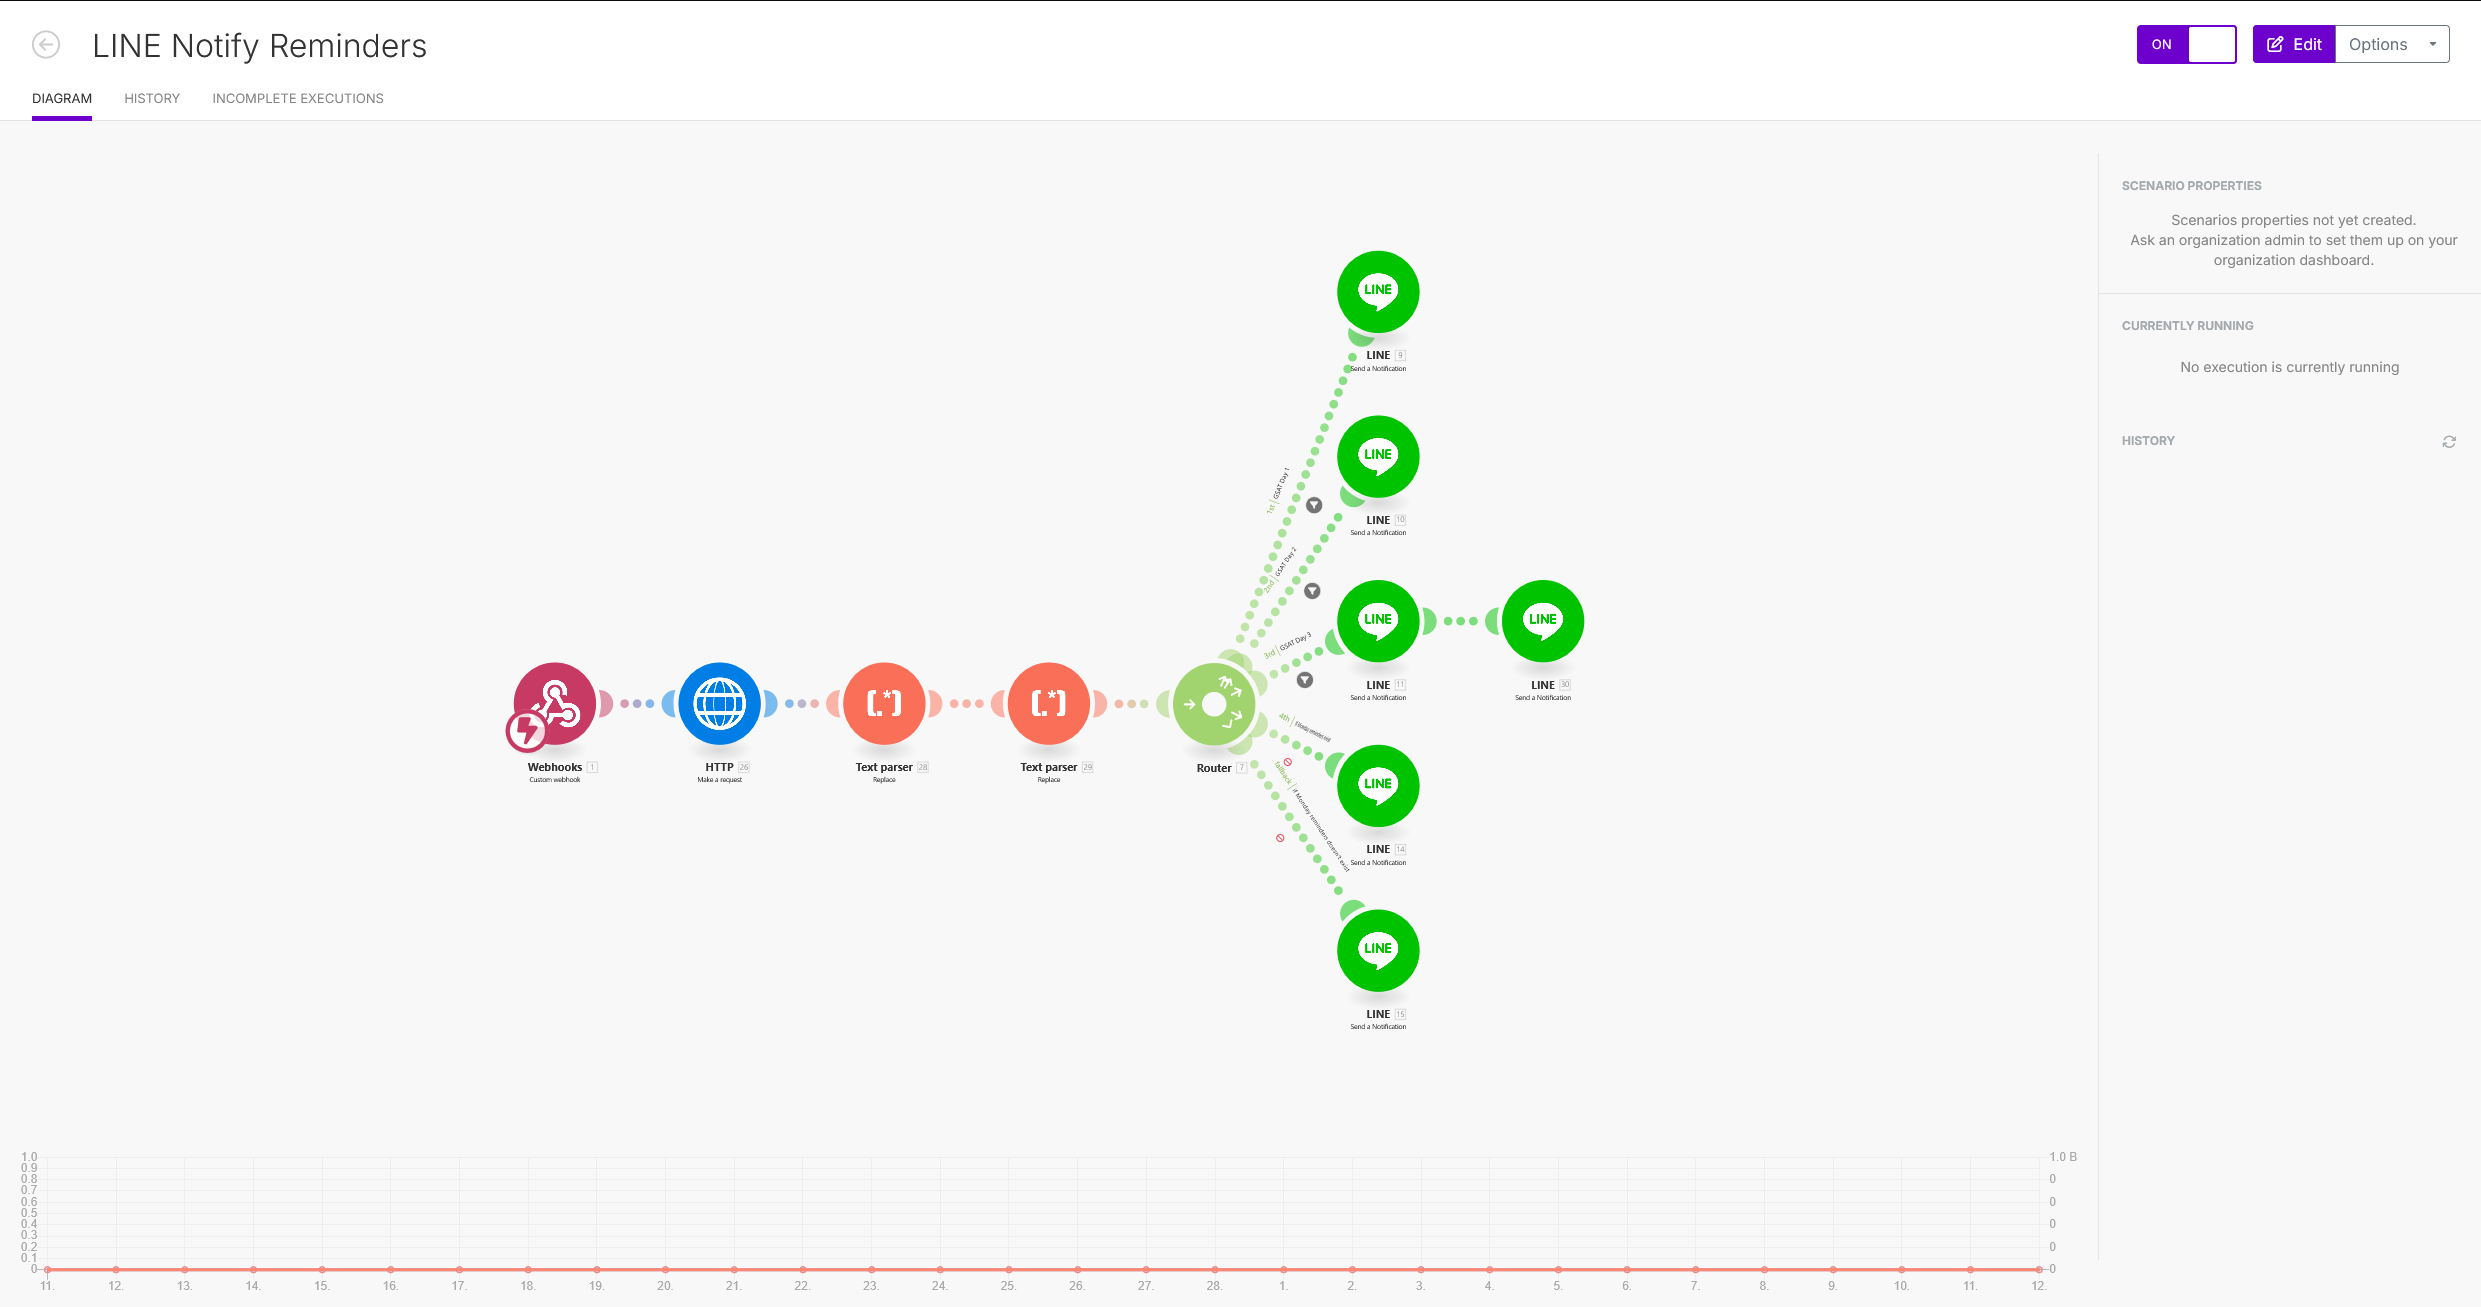 LINE Notify Reminders
ON
Edit
Options
DIAGRAM
HISTORY
INCOMPLETE EXECUTIONS
SCENARIO PROPERTIES
Scenarios properties not yet created.
Ask an organization admin to set them up on your
organization dashboard.
CURRENTLY RUNNING
No execution is currently running
HISTORY
LINE
LINE 9
Send a Notification
1st | GSAT Day 1
LINE
LINE 10
Send a Notification
2nd | GSAT Day 2
LINE
LINE 11
Send a Notification
3rd | GSAT Day 3
LINE
LINE 30
Send a Notification
Webhooks 1
Custom webhook
HTTP 26
Make a request
[.*]
Text parser 28
Replace
[.*]
Text parser 29
Replace
Router 7
4th |
LINE
LINE 14
Send a Notification
fallback | if Monday reminders doesn't exist
LINE
LINE 15
Send a Notification
1.0
0.9
0.8
0.7
0.6
0.5
0.4
0.3
0.2
0.1
0
1.0 B
0
0
0
0
0
11. 12. 13. 14. 15. 16. 17. 18. 19. 20. 21. 22. 23. 24. 25. 26. 27. 28. 1. 2. 3. 4. 5. 6. 7. 8. 9. 10. 11. 12.